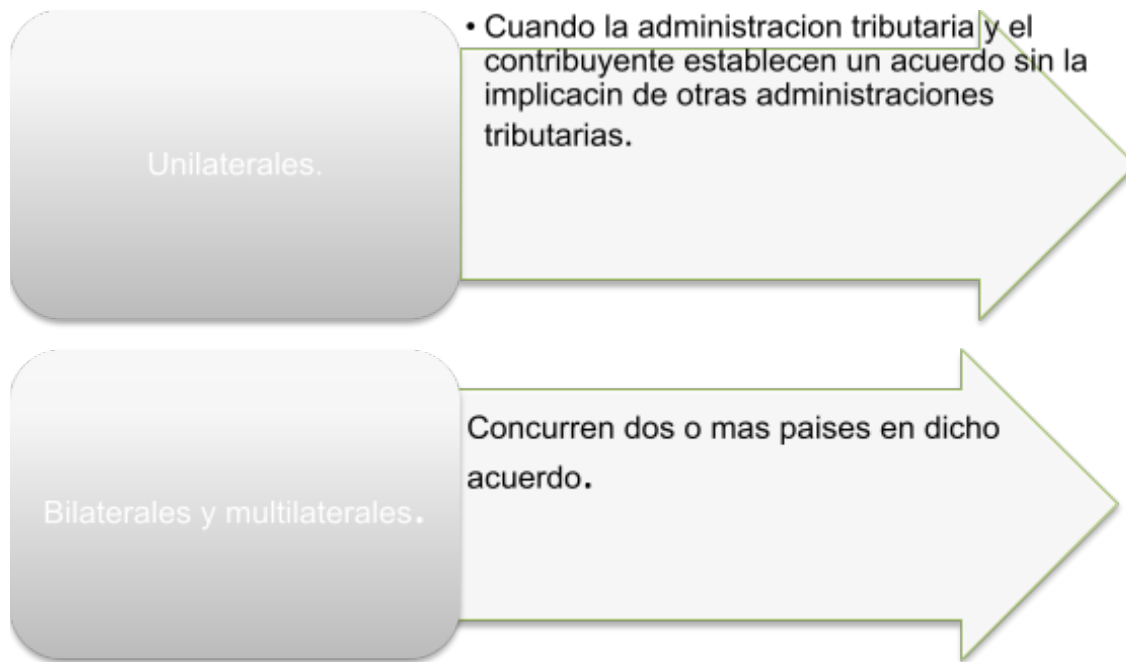 Unilaterales.
• Cuando la administracion tributaria y el
contribuyente establecen un acuerdo sin la
implicacin de otras administraciones
tributarias.
Bilaterales y multilaterales.
Concurren dos o mas paises en dicho
acuerdo.